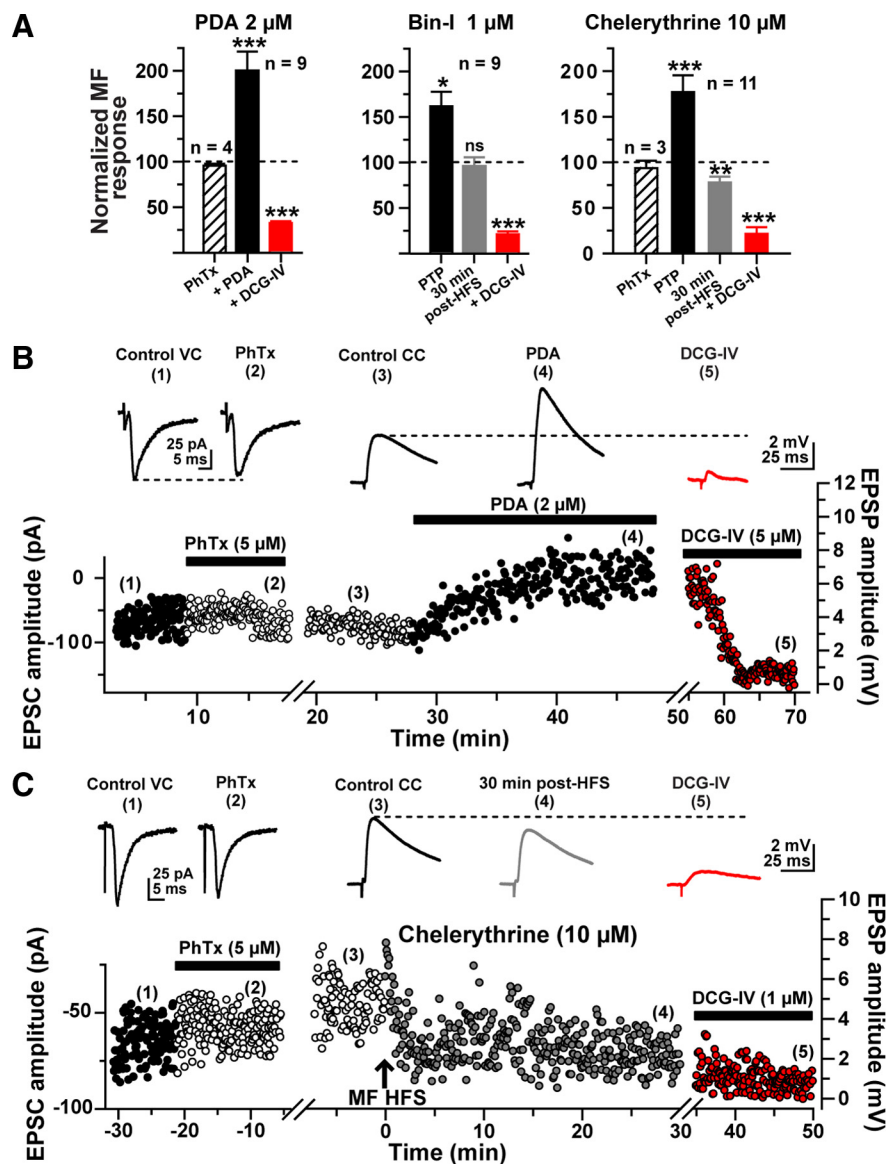 A
PDA 2 µM
Bin-I 1 µM
Chelerythrine 10 µM
Normalized MF
response
200
150
100
50
n = 4
***
n = 9
***
PhTx
+ PDA
+ DCG-IV
200
150
100
50
*
n = 9
ns
***
PTP
30 min
post-HFS
+ DCG-IV
200
150
100
50
0
n = 3
***
n = 11
**
***
PhTx
PTP
30 min
post-HFS
+ DCG-IV
B
Control VC
(1)
PhTx
(2)
Control CC
(3)
PDA
(4)
DCG-IV
(5)
25 pA
5 ms
2 mV
25 ms
PhTx (5 µM)
PDA (2 µM)
DCG-IV (5 µM)
(1)
(2)
(3)
(4)
(5)
EPSC amplitude (pA)
0
-100
EPSP amplitude (mV)
12
10
8
6
4
2
0
10
20
30
40
50
60
70
Time (min)
C
Control VC
(1)
PhTx
(2)
Control CC
(3)
30 min post-HFS
(4)
DCG-IV
(5)
25 pA
5 ms
2 mV
25 ms
PhTx (5 µM)
Chelerythrine (10 µM)
DCG-IV (1 µM)
(1)
(2)
(3)
(4)
(5)
MF HFS
EPSC amplitude (pA)
-50
-100
EPSP amplitude (mV)
10
8
6
4
2
0
-30
-20
-10
0
10
20
30
40
50
Time (min)